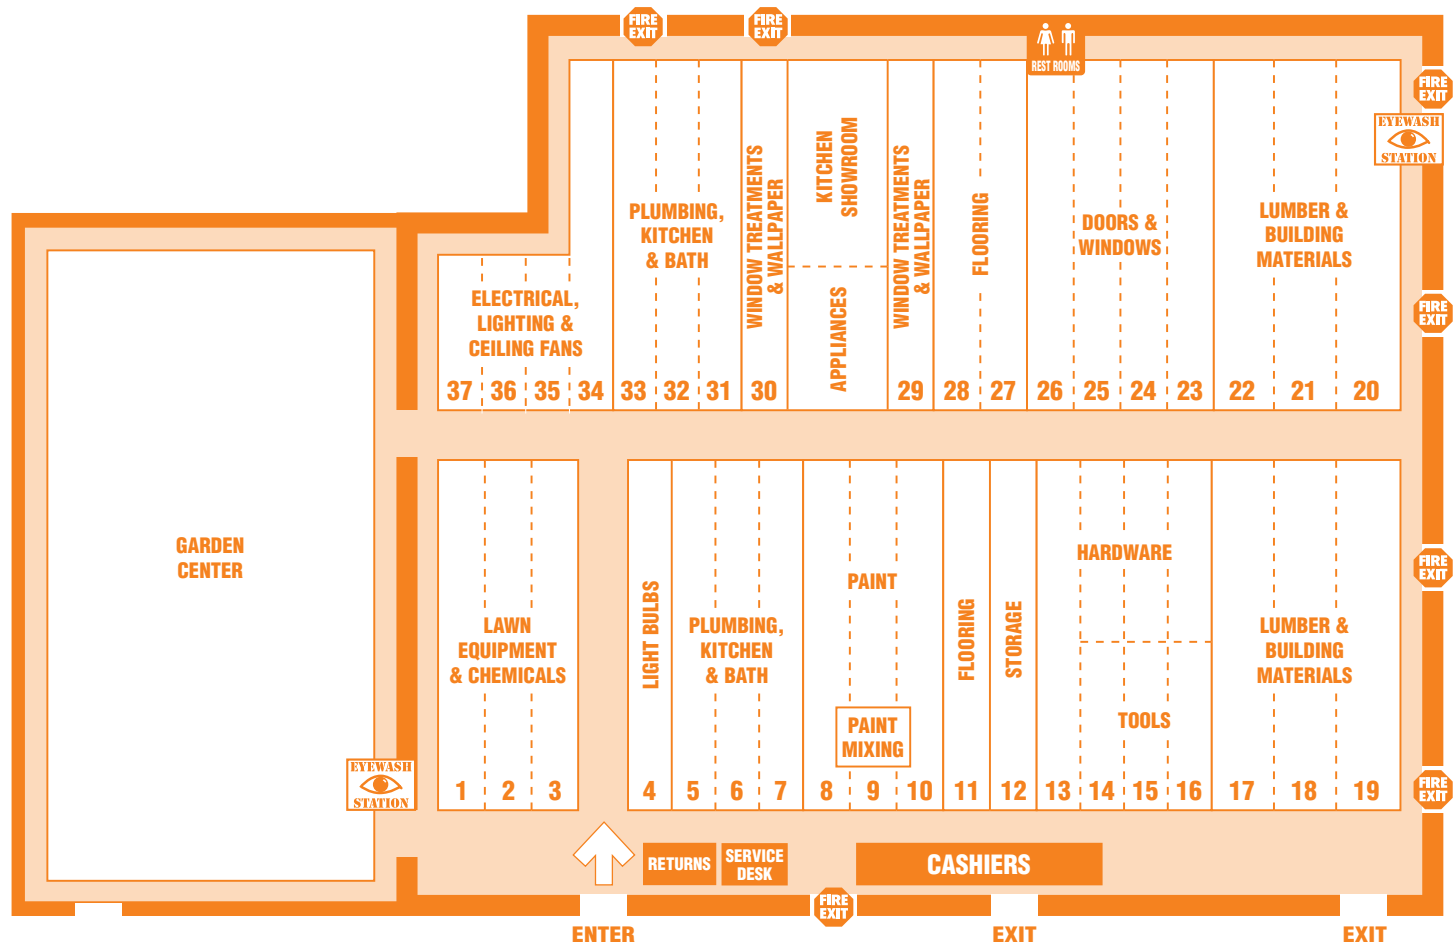 FIRE
EXIT
FIRE
EXIT
REST ROOMS
FIRE
EXIT
EYEWASH
STATION
PLUMBING,
KITCHEN
& BATH
WINDOW TREATMENTS
& WALLPAPER
KITCHEN
SHOWROOM
APPLIANCES
WINDOW TREATMENTS
& WALLPAPER
FLOORING
DOORS &
WINDOWS
LUMBER &
BUILDING
MATERIALS
ELECTRICAL,
LIGHTING &
CEILING FANS
FIRE
EXIT
37 36 35 34 33 32 31 30 29 28 27 26 25 24 23 22 21 20
GARDEN
CENTER
LAWN
EQUIPMENT
& CHEMICALS
LIGHT BULBS
PLUMBING,
KITCHEN
& BATH
PAINT
PAINT
MIXING
FLOORING
STORAGE
HARDWARE
TOOLS
LUMBER &
BUILDING
MATERIALS
FIRE
EXIT
EYEWASH
STATION
1 2 3 4 5 6 7 8 9 10 11 12 13 14 15 16 17 18 19
FIRE
EXIT
RETURNS
SERVICE
DESK
CASHIERS
FIRE
EXIT
ENTER
EXIT
EXIT